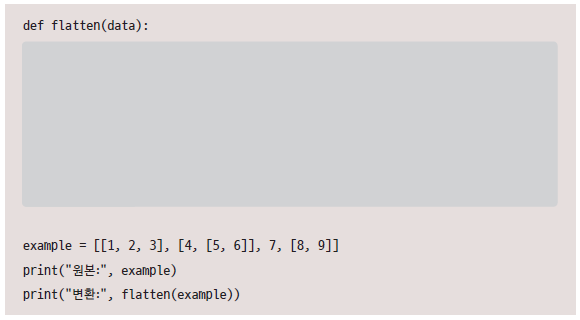 def flatten(data):
example = [[1, 2, 3], [4, [5, 6]], 7, [8, 9]]
print("원본:", example)
print("변환:", flatten(example))